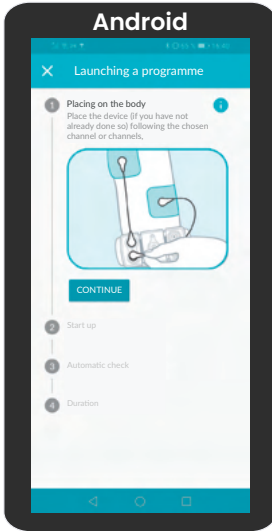 Android
Launching a programme
1 Placing on the body
Place the device (if you have not
already done so) following the chosen
channel or channels.
CONTINUE
2 Start up
3 Automatic check
4 Duration